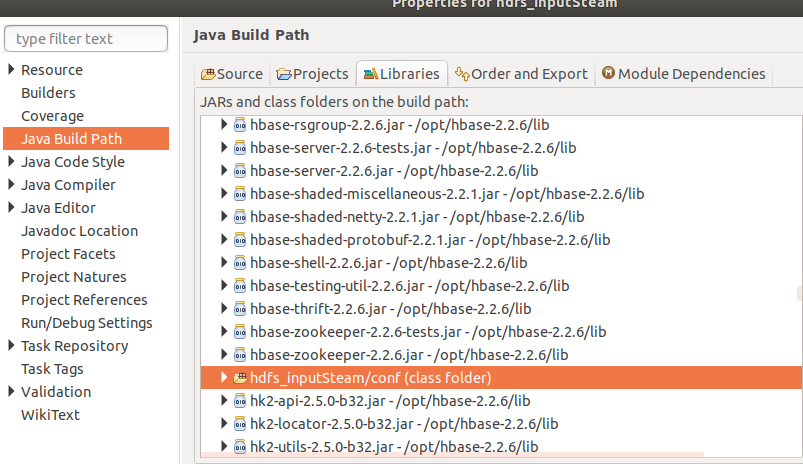 Properties for hdfs_inputSteam
type filter text
Resource
Builders
Coverage
Java Build Path
Java Code Style
Java Compiler
Java Editor
Javadoc Location
Project Facets
Project Natures
Project References
Run/Debug Settings
Task Repository
Task Tags
Validation
WikiText
Java Build Path
Source Projects Libraries Order and Export Module Dependencies
JARs and class folders on the build path:
hbase-rsgroup-2.2.6.jar - /opt/hbase-2.2.6/lib
hbase-server-2.2.6-tests.jar - /opt/hbase-2.2.6/lib
hbase-server-2.2.6.jar - /opt/hbase-2.2.6/lib
hbase-shaded-miscellaneous-2.2.1.jar - /opt/hbase-2.2.6/lib
hbase-shaded-netty-2.2.1.jar - /opt/hbase-2.2.6/lib
hbase-shaded-protobuf-2.2.1.jar - /opt/hbase-2.2.6/lib
hbase-shell-2.2.6.jar - /opt/hbase-2.2.6/lib
hbase-testing-util-2.2.6.jar - /opt/hbase-2.2.6/lib
hbase-thrift-2.2.6.jar - /opt/hbase-2.2.6/lib
hbase-zookeeper-2.2.6-tests.jar - /opt/hbase-2.2.6/lib
hbase-zookeeper-2.2.6.jar - /opt/hbase-2.2.6/lib
hdfs_inputSteam/conf (class folder)
hk2-api-2.5.0-b32.jar - /opt/hbase-2.2.6/lib
hk2-locator-2.5.0-b32.jar - /opt/hbase-2.2.6/lib
hk2-utils-2.5.0-b32.jar - /opt/hbase-2.2.6/lib